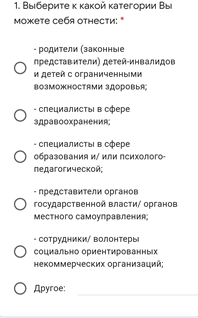 1. Выберите к какой категории Вы
можете себя отнести: *
- родители (законные
представители) детей-инвалидов
и детей с ограниченными
возможностями здоровья;
- специалисты в сфере
здравоохранения;
- специалисты в сфере
образования и/ или психолого-
педагогической;
- представители органов
государственной власти/ органов
местного самоуправления;
- сотрудники/ волонтеры
социально ориентированных
некоммерческих организаций;
Другое: